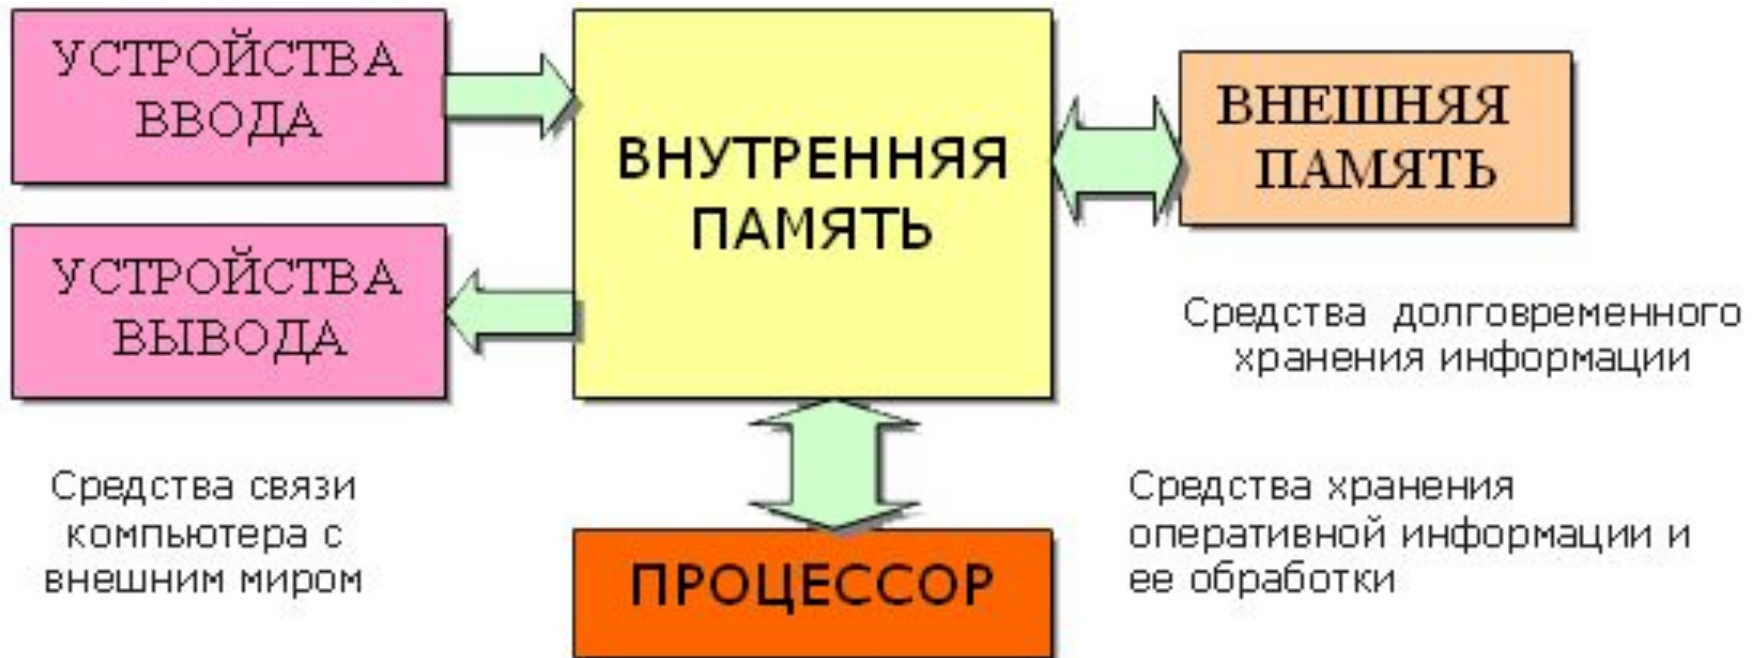 УСТРОЙСТВА
ВВОДА
ВНУТРЕННЯЯ
ПАМЯТЬ
ВНЕШНЯЯ
ПАМЯТЬ
УСТРОЙСТВА
ВЫВОДА
Средства долговременного
хранения информации
Средства связи
компьютера с
внешним миром
ПРОЦЕССОР
Средства хранения
оперативной информации и
ее обработки